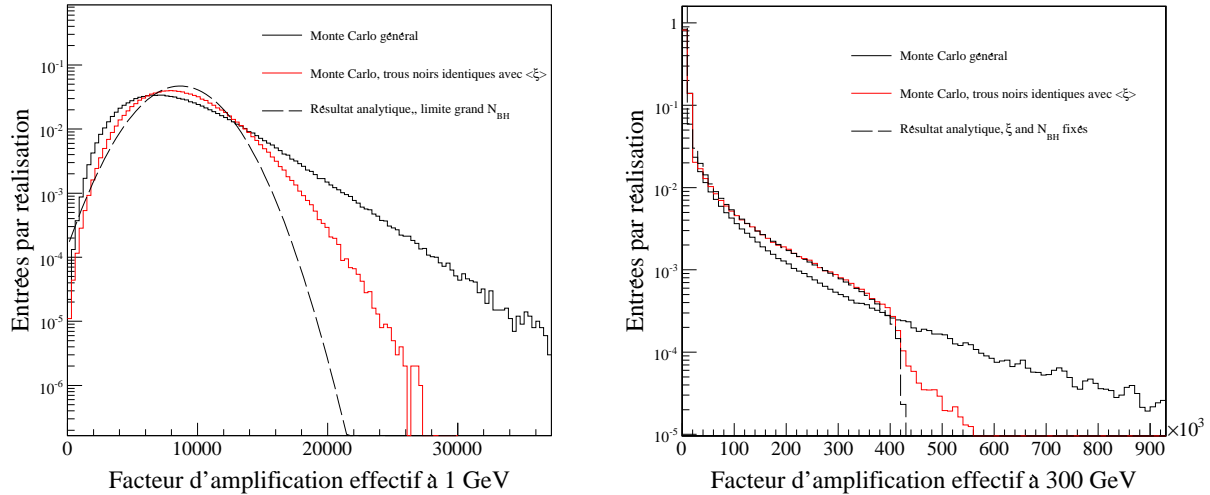 Entrées par réalisation
10^-1
10^-2
10^-3
10^-4
10^-5
10^-6
Monte Carlo général
Monte Carlo, trous noirs identiques avec <ξ>
Résultat analytique,, limite grand N_BH
0 10000 20000 30000
Facteur d'amplification effectif à 1 GeV
Entrées par réalisation
1
10^-1
10^-2
10^-3
10^-4
10^-5
Monte Carlo général
Monte Carlo, trous noirs identiques avec <ξ>
Résultat analytique, ξ and N_BH fixés
0 100 200 300 400 500 600 700 800 900
×10^3
Facteur d'amplification effectif à 300 GeV